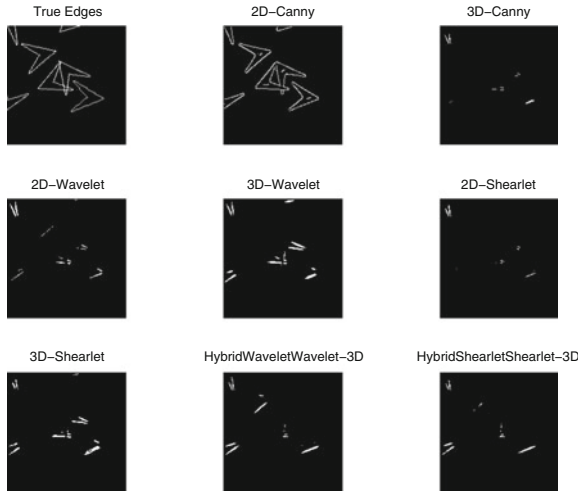 True Edges
2D–Canny
3D–Canny
2D–Wavelet
3D–Wavelet
2D–Shearlet
3D–Shearlet
HybridWaveletWavelet–3D
HybridShearletShearlet–3D